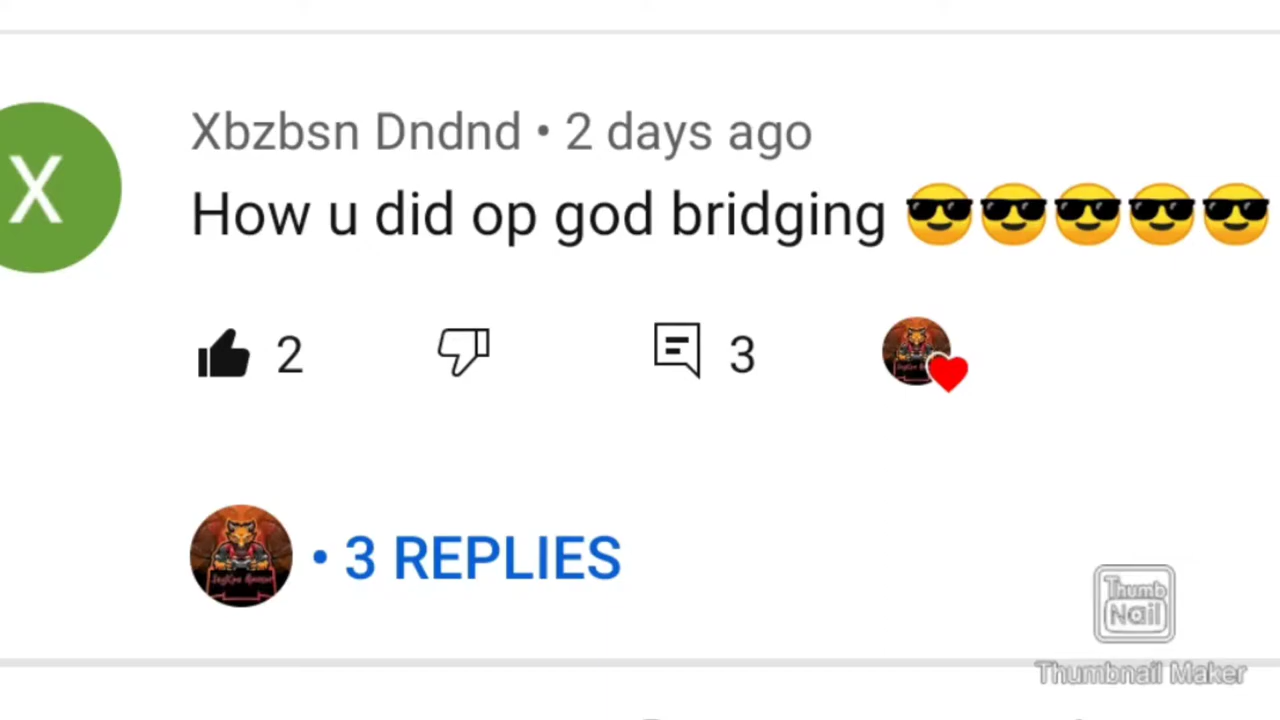 X
Xbzbsn Dndnd • 2 days ago
How u did op god bridging 😎😎😎😎😎
2
3
• 3 REPLIES
Thumb
Nail
Thumbnail Maker